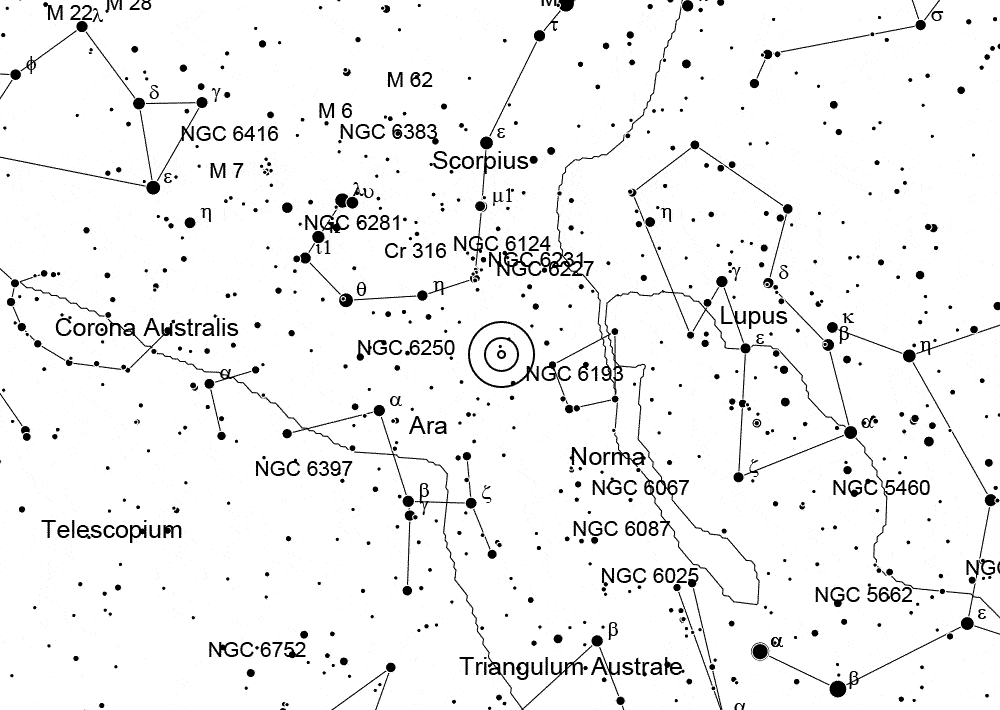 M 28
M 22 λ
M
τ
σ
φ
M 62
δ
γ
M 6
NGC 6416
NGC 6383
ε
Scorpius
M 7
ε
μ1
λυ
η
η
NGC 6281
ι1
Cr 316
NGC 6124
NGC 6231
NGC 6227
γ
δ
θ
η
Corona Australis
Lupus
κ
β
ε
η
NGC 6250
NGC 6193
α
α
Ara
α
Norma
NGC 6397
ζ
NGC 6067
NGC 5460
β
γ
ζ
Telescopium
NGC 6087
NGC 6025
NGC
NGC 5662
ε
β
α
NGC 6752
Triangulum Australe
β
α